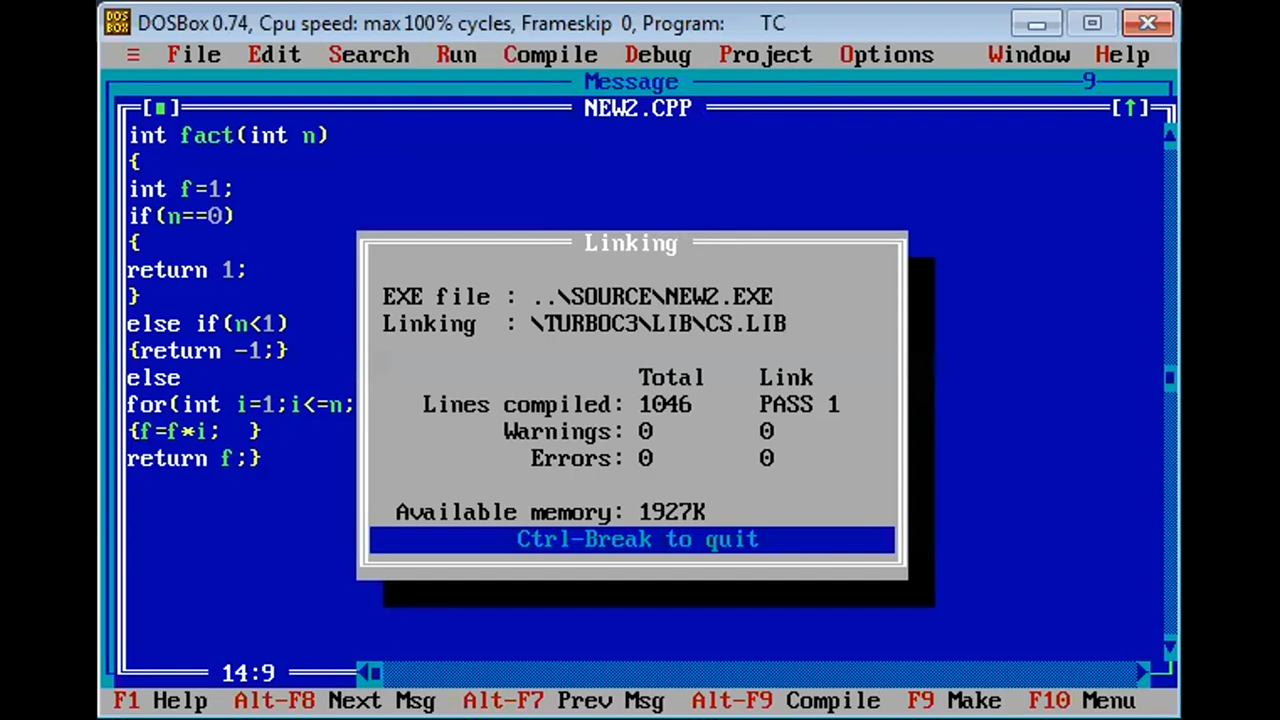 DOSBox 0.74, Cpu speed: max 100% cycles, Frameskip 0, Program: TC
≡ File Edit Search Run Compile Debug Project Options Window Help
Message 9
[■] NEW2.CPP [↑]
int fact(int n)
{
int f=1;
if(n==0)
{
return 1;
}
else if(n<1)
{return -1;}
else
for(int i=1;i<=n;
{f=f*i;  }
return f;}
Linking
EXE file : ..\SOURCE\NEW2.EXE
Linking : \TURBOC3\LIB\CS.LIB
Total Link
Lines compiled: 1046 PASS 1
Warnings: 0 0
Errors: 0 0
Available memory: 1927K
Ctrl-Break to quit
14:9
F1 Help Alt-F8 Next Msg Alt-F7 Prev Msg Alt-F9 Compile F9 Make F10 Menu